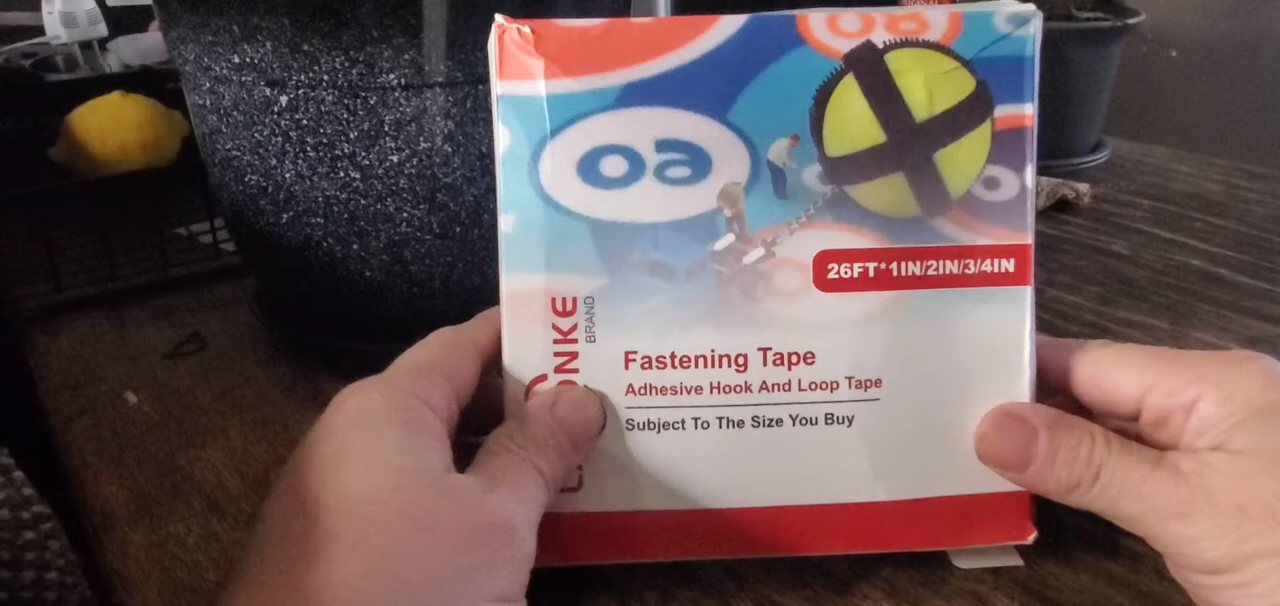 ORIGINAL
26FT*1IN/2IN/3/4IN
BRAND
Fastening Tape
Adhesive Hook And Loop Tape
Subject To The Size You Buy